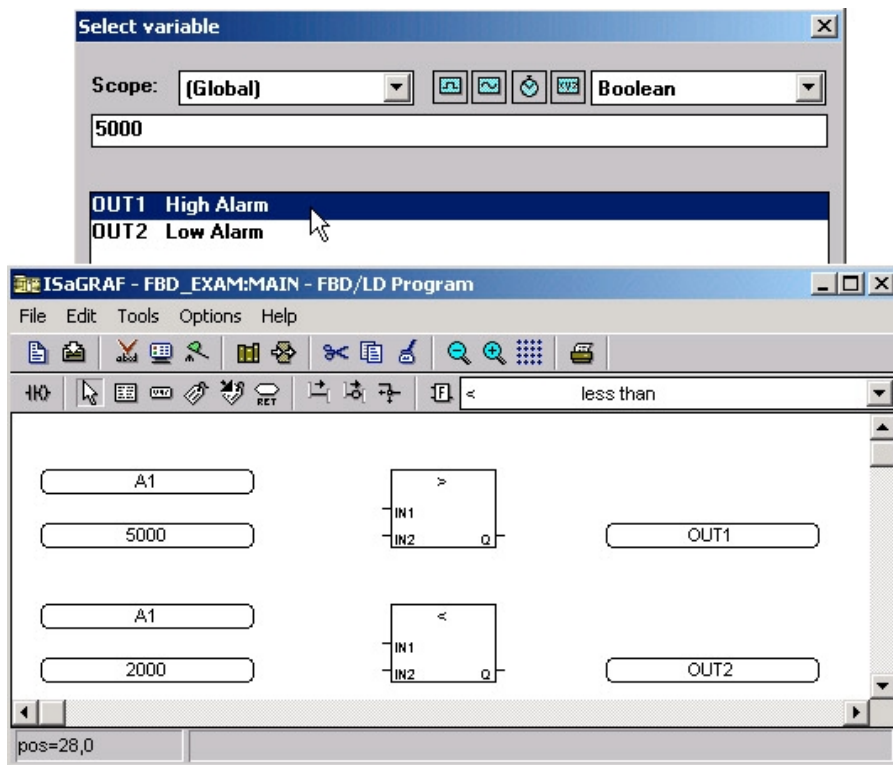 Select variable
Scope: (Global) xyz Boolean
5000
OUT1 High Alarm
OUT2 Low Alarm
ISaGRAF - FBD_EXAM:MAIN - FBD/LD Program
File Edit Tools Options Help
RET F < less than
A1 >
IN1
5000 IN2 Q OUT1
A1 <
IN1
2000 IN2 Q OUT2
pos=28,0